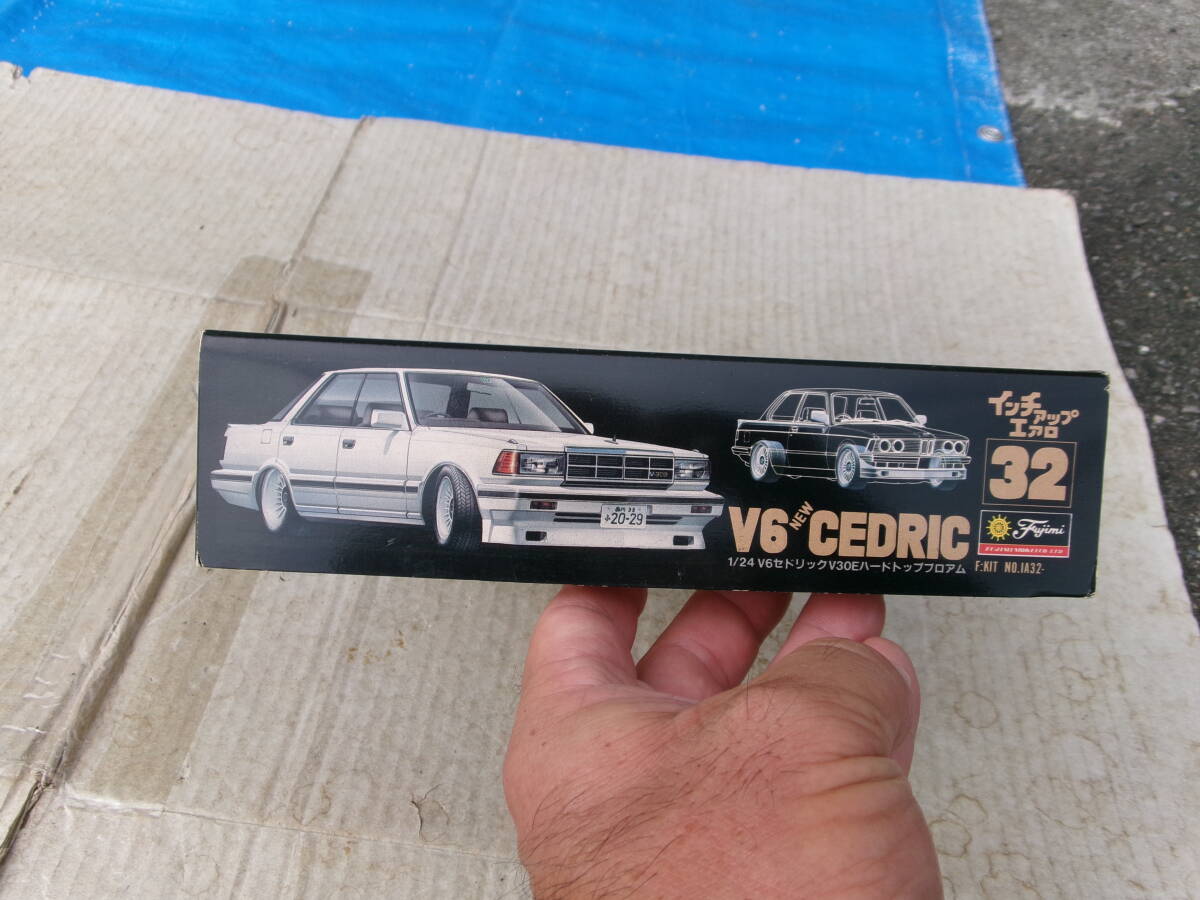 インチアップ
エアロ
32
Fujimi
V6 NEW CEDRIC
1/24 V6セドリックV30Eハードトップブロアム
F:KIT NO.IA32-
20-29